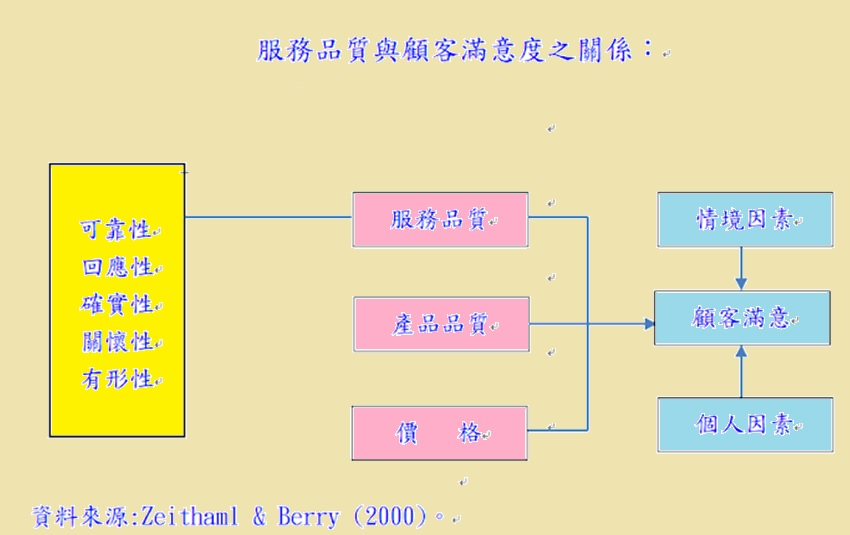 服務品質與顧客滿意度之關係：
可靠性
回應性
確實性
關懷性
有形性
服務品質
產品品質
價 格
情境因素
顧客滿意
個人因素
資料來源:Zeithaml & Berry (2000)。